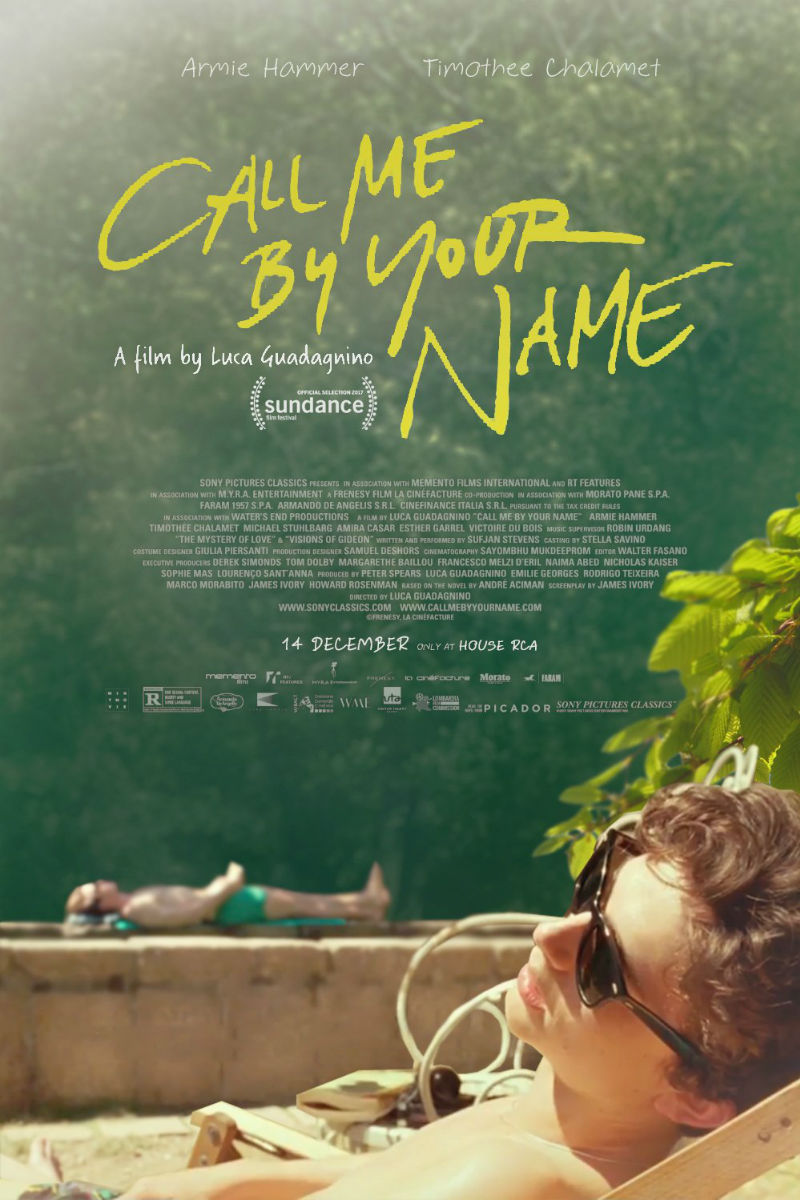 Armie Hammer Timothee Chalamet
CALL ME
BY YOUR
NAME
A film by Luca Guadagnino
OFFICIAL SELECTION 2017
sundance
film festival
SONY PICTURES CLASSICS PRESENTS IN ASSOCIATION WITH MEMENTO FILMS INTERNATIONAL AND RT FEATURES
IN ASSOCIATION WITH M.Y.R.A. ENTERTAINMENT A FRENESY FILM LA CINÉFACTURE CO-PRODUCTION IN ASSOCIATION WITH MORATO PANE S.P.A.
FARAM 1957 S.P.A. ARMANDO DE ANGELIS S.R.L. CINEFINANCE ITALIA S.R.L. PURSUANT TO THE TAX CREDIT RULES
IN ASSOCIATION WITH WATER'S END PRODUCTIONS A FILM BY LUCA GUADAGNINO "CALL ME BY YOUR NAME" ARMIE HAMMER
TIMOTHÉE CHALAMET MICHAEL STUHLBARG AMIRA CASAR ESTHER GARREL VICTOIRE DU BOIS MUSIC SUPERVISOR ROBIN URDANG
"THE MYSTERY OF LOVE" & "VISIONS OF GIDEON" WRITTEN AND PERFORMED BY SUFJAN STEVENS CASTING BY STELLA SAVINO
COSTUME DESIGNER GIULIA PIERSANTI PRODUCTION DESIGNER SAMUEL DESHORS CINEMATOGRAPHY SAYOMBHU MUKDEEPROM EDITOR WALTER FASANO
EXECUTIVE PRODUCERS DEREK SIMONDS TOM DOLBY MARGARETHE BAILLOU FRANCESCO MELZI D'ERIL NAIMA ABED NICHOLAS KAISER
SOPHIE MAS LOURENÇO SANT'ANNA PRODUCED BY PETER SPEARS LUCA GUADAGNINO EMILIE GEORGES RODRIGO TEIXEIRA
MARCO MORABITO JAMES IVORY HOWARD ROSENMAN BASED ON THE NOVEL BY ANDRÉ ACIMAN SCREENPLAY BY JAMES IVORY
DIRECTED BY LUCA GUADAGNINO
WWW.SONYCLASSICS.COM WWW.CALLMEBYYOURNAME.COM
©FRENESY, LA CINÉFACTURE
14 DECEMBER ONLY AT HOUSE RCA
memento RT FEATURES M.Y.R.A. FRENESY la cinéfacture Morato FARAM
R WME uta PICADOR SONY PICTURES CLASSICS